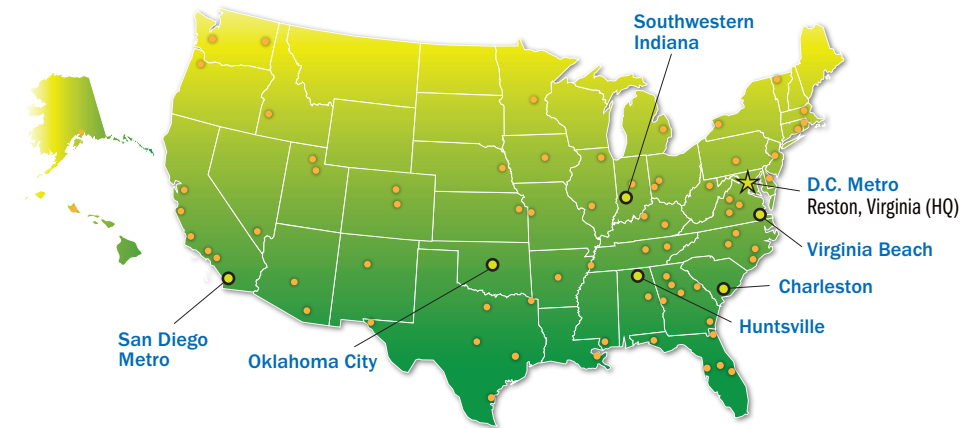 Southwestern
Indiana
D.C. Metro
Reston, Virginia (HQ)
Virginia Beach
Charleston
Huntsville
San Diego
Metro
Oklahoma City